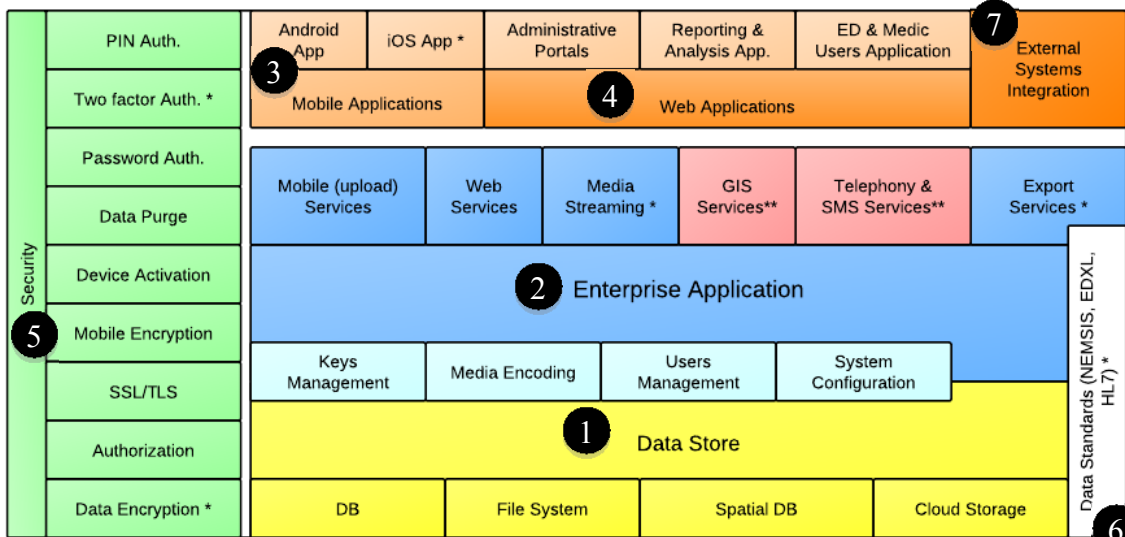 Security
5
PIN Auth.
Two factor Auth. *
Password Auth.
Data Purge
Device Activation
Mobile Encryption
SSL/TLS
Authorization
Data Encryption *
Android
App
iOS App *
3
Mobile Applications
Administrative
Portals
Reporting &
Analysis App.
ED & Medic
Users Application
4
Web Applications
7
External
Systems
Integration
Mobile (upload)
Services
Web
Services
Media
Streaming *
GIS
Services**
Telephony &
SMS Services**
Export
Services *
2
Enterprise Application
Keys
Management
Media Encoding
Users
Management
System
Configuration
1
Data Store
DB
File System
Spatial DB
Cloud Storage
Data Standards (NEMSIS, EDXL,
HL7) *
6